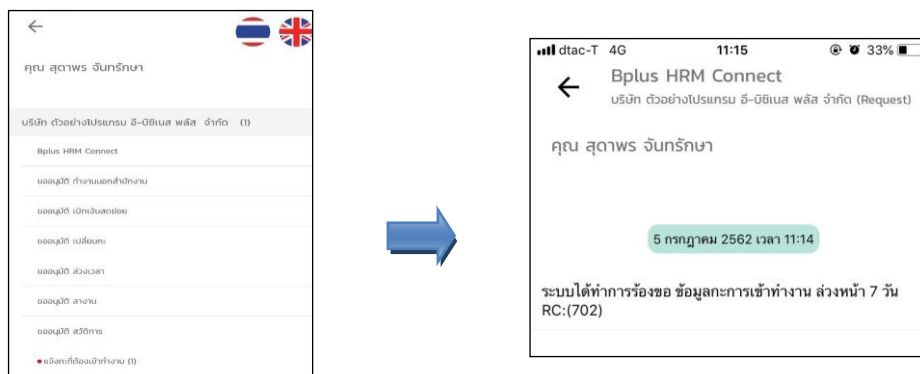 คุณ สุดาพร จันทรักษา
บริษัท ตัวอย่างโปรแกรม อี-บิซิเนส พลัส จำกัด (1)
Bplus HRM Connect
ขออนุมัติ ทำงานนอกสำนักงาน
ขออนุมัติ เบิกเงินสดย่อย
ขออนุมัติ เปลี่ยนกะ
ขออนุมัติ ล่วงเวลา
ขออนุมัติ ลางาน
ขออนุมัติ สวัสดิการ
แจ้งกะที่ต้องเข้าทำงาน (1)
dtac-T 4G 11:15 33%
Bplus HRM Connect
บริษัท ตัวอย่างโปรแกรม อี-บิซิเนส พลัส จำกัด (Request)
คุณ สุดาพร จันทรักษา
5 กรกฎาคม 2562 เวลา 11:14
ระบบได้ทำการร้องขอ ข้อมูลกะการเข้าทำงาน ล่วงหน้า 7 วัน
RC:(702)